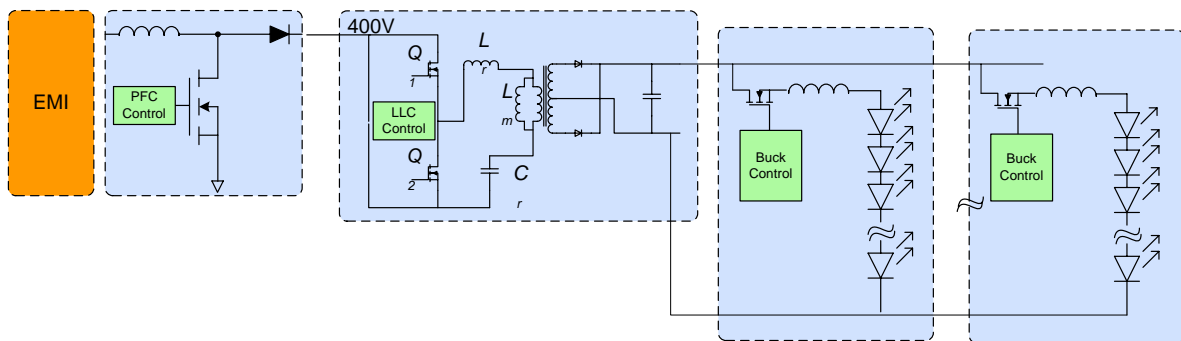 EMI
PFC
Control
400V
Q
1
LLC
Control
Q
2
L
r
L
m
C
r
Buck
Control
Buck
Control